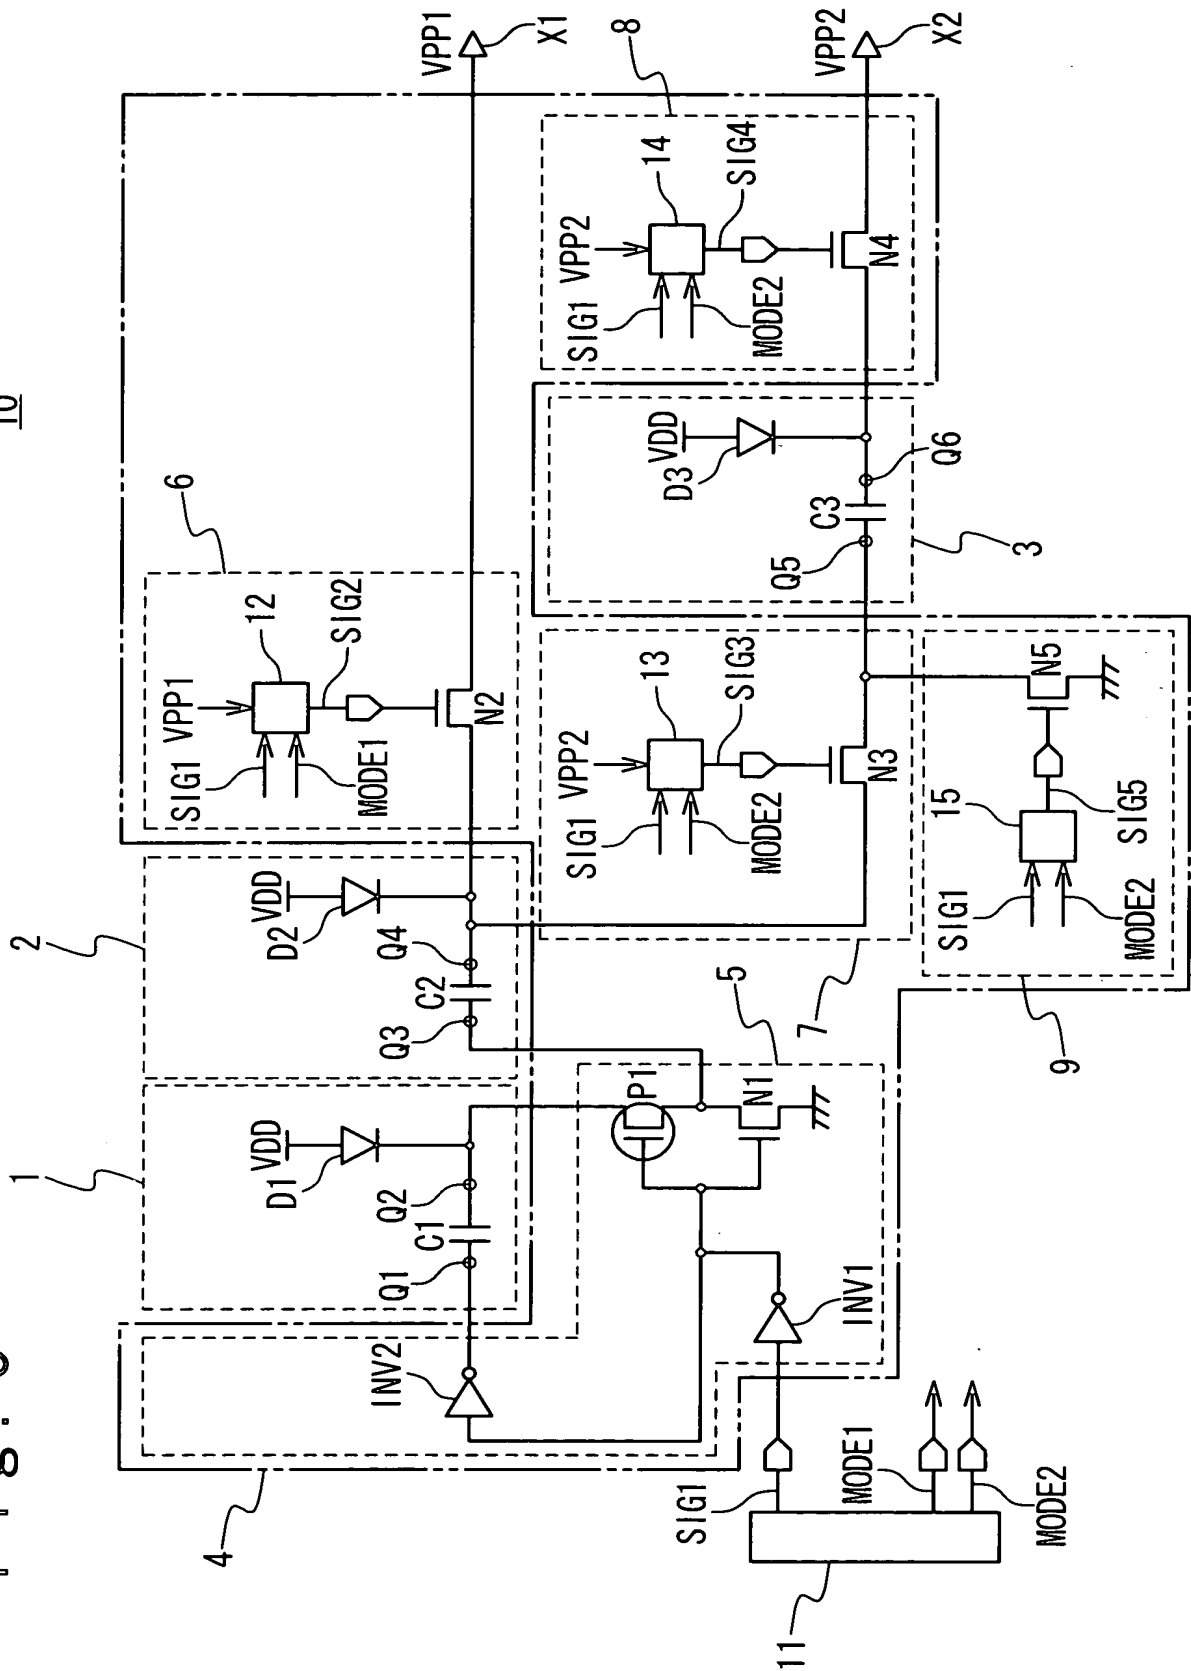 10
1
2
6
4
VDD
D1
VDD
D2
VPP1
SIG1
12
MODE1
SIG2
INV2
Q1
C1
Q2
Q3
C2
Q4
N2
VPP1
X1
P1
5
VPP2
SIG1
13
MODE2
SIG3
VDD
D3
VPP2
SIG1
14
MODE2
SIG4
8
SIG1
N1
INV1
7
Q5
C3
Q6
N3
N4
VPP2
X2
11
MODE1
MODE2
9
SIG1
15
MODE2
SIG5
N5
3